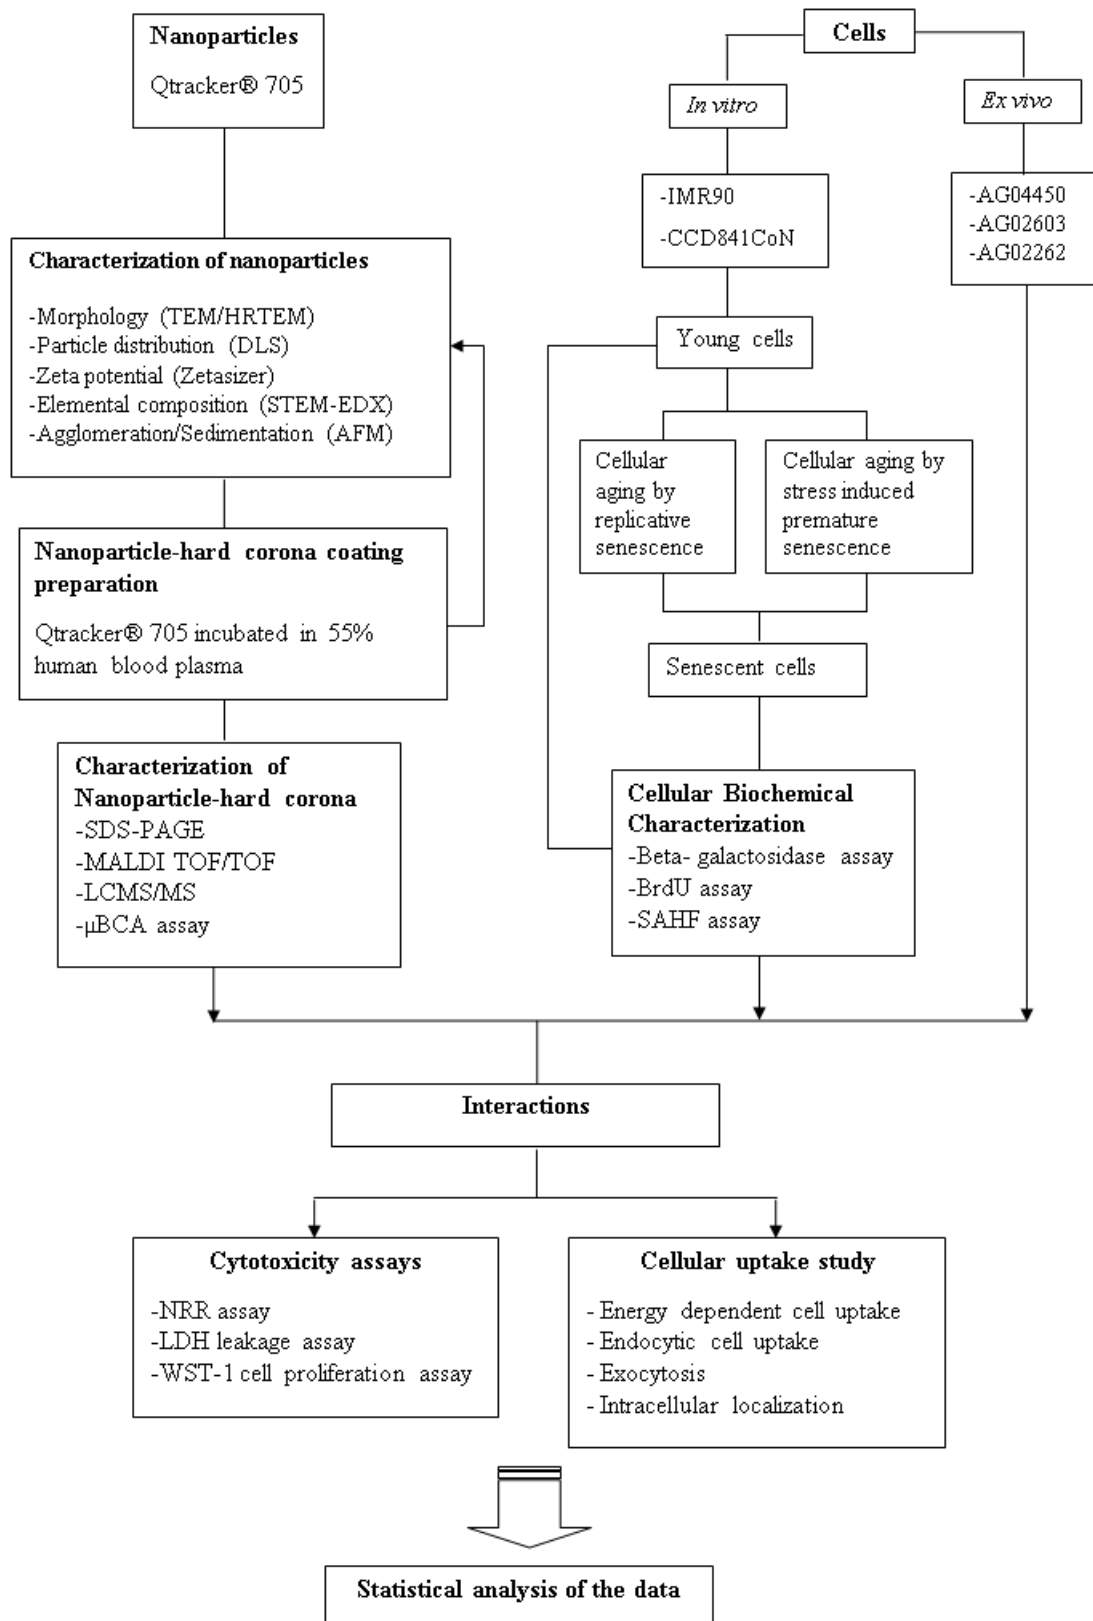 Nanoparticles
Qtracker® 705
Cells
In vitro
Ex vivo
-IMR90
-CCD841CoN
-AG04450
-AG02603
-AG02262
Characterization of nanoparticles
-Morphology (TEM/HRTEM)
-Particle distribution (DLS)
-Zeta potential (Zetasizer)
-Elemental composition (STEM-EDX)
-Agglomeration/Sedimentation (AFM)
Young cells
Cellular
aging by
replicative
senescence
Cellular aging by
stress induced
premature
senescence
Nanoparticle-hard corona coating
preparation
Qtracker® 705 incubated in 55%
human blood plasma
Senescent cells
Characterization of
Nanoparticle-hard corona
-SDS-PAGE
-MALDI TOF/TOF
-LCMS/MS
-µBCA assay
Cellular Biochemical
Characterization
-Beta- galactosidase assay
-BrdU assay
-SAHF assay
Interactions
Cytotoxicity assays
-NRR assay
-LDH leakage assay
-WST-1 cell proliferation assay
Cellular uptake study
- Energy dependent cell uptake
- Endocytic cell uptake
- Exocytosis
- Intracellular localization
Statistical analysis of the data